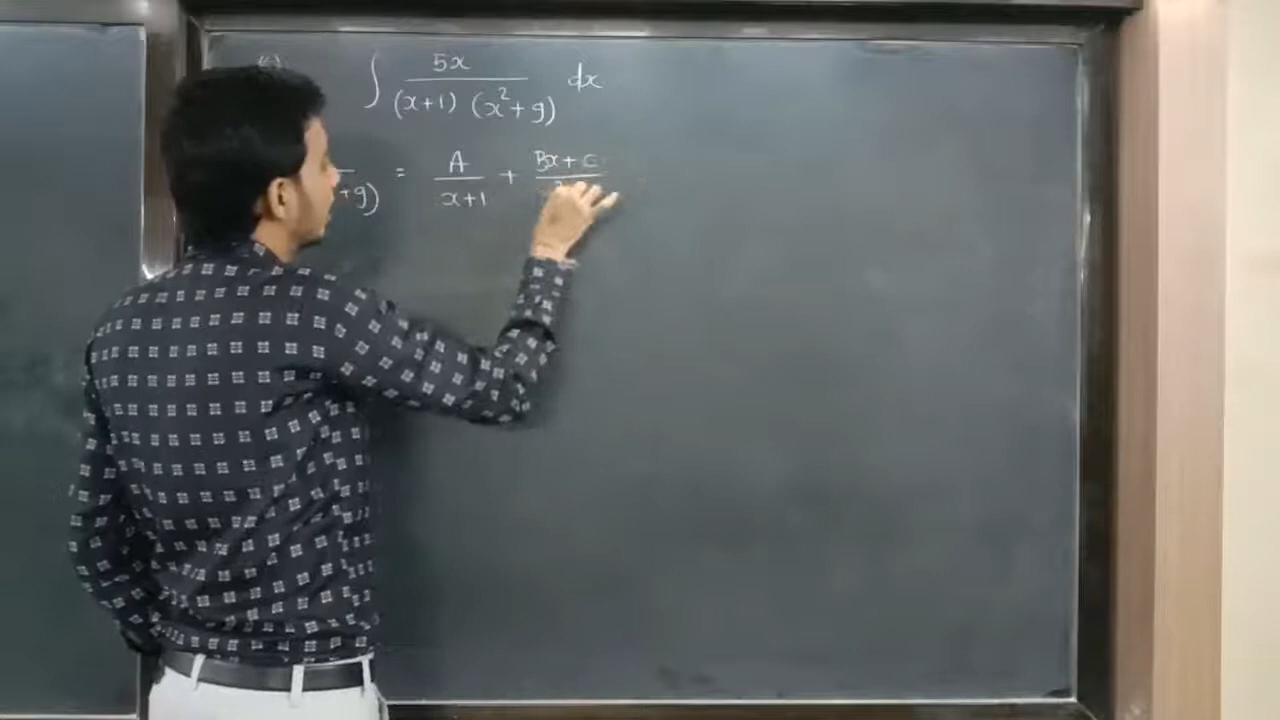 ∫ 5x / (x+1) (x²+9) dx
+9) = A / x+1 + Bx+C